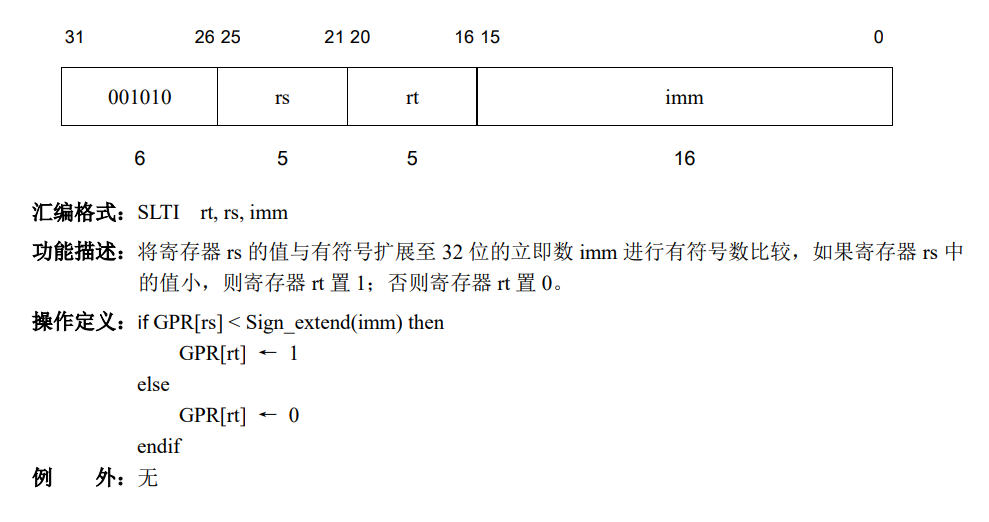 31 26 25 21 20 16 15 0
001010 rs rt imm
6 5 5 16
汇编格式：SLTI rt, rs, imm
功能描述：将寄存器 rs 的值与有符号扩展至 32 位的立即数 imm 进行有符号数比较，如果寄存器 rs 中
的值小，则寄存器 rt 置 1；否则寄存器 rt 置 0。
操作定义：if GPR[rs] < Sign_extend(imm) then
GPR[rt] ← 1
else
GPR[rt] ← 0
endif
例 外：无